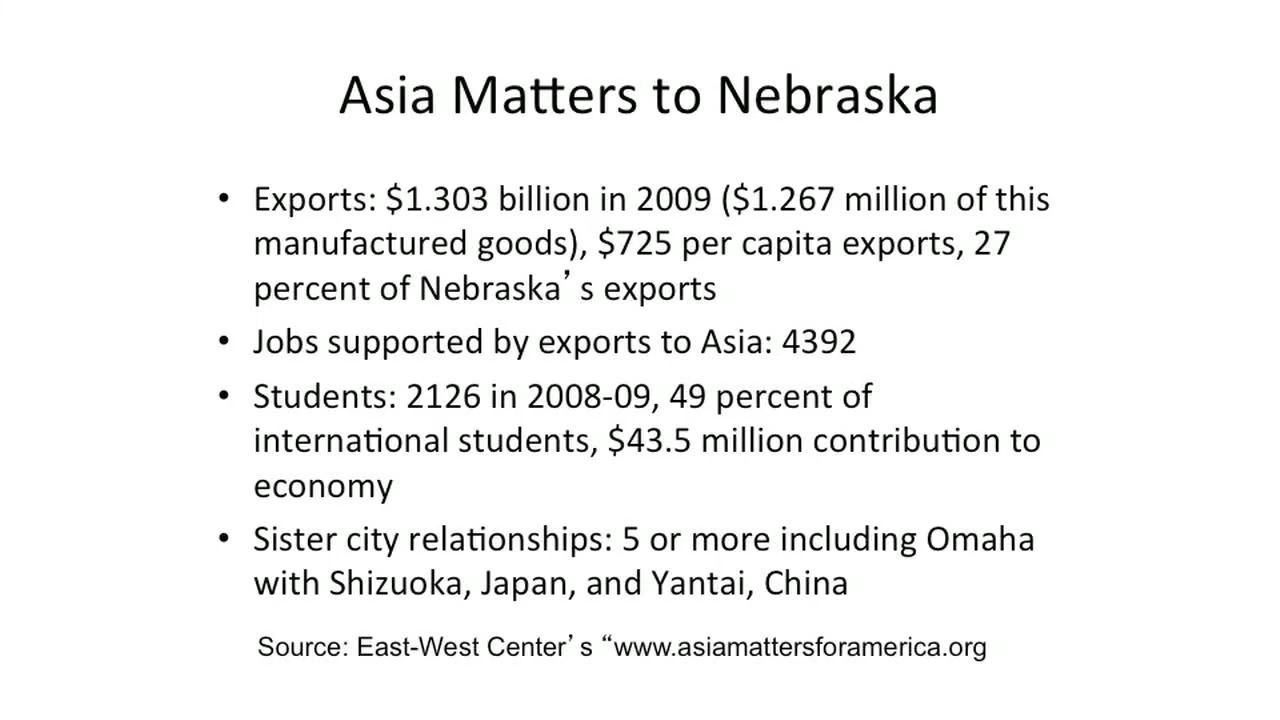 Asia Matters to Nebraska
• Exports: $1.303 billion in 2009 ($1.267 million of this
manufactured goods), $725 per capita exports, 27
percent of Nebraska’s exports
• Jobs supported by exports to Asia: 4392
• Students: 2126 in 2008-09, 49 percent of
international students, $43.5 million contribution to
economy
• Sister city relationships: 5 or more including Omaha
with Shizuoka, Japan, and Yantai, China
Source: East-West Center’s “www.asiamattersforamerica.org